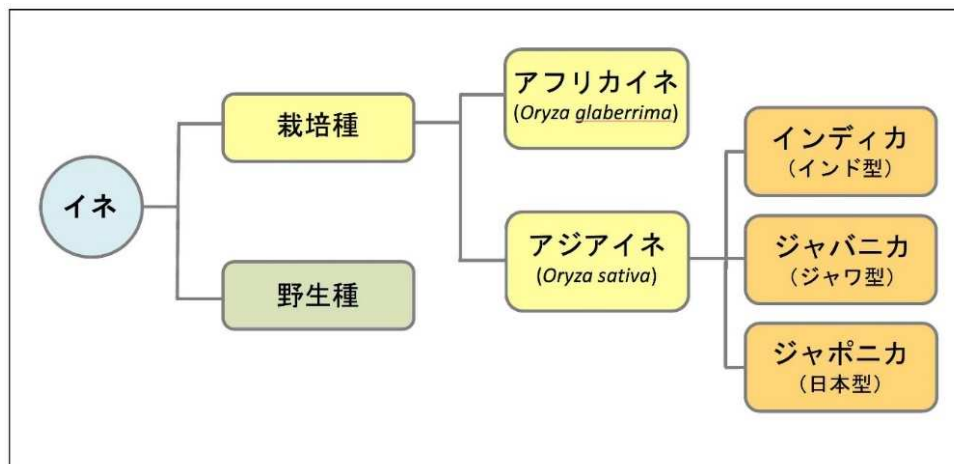 イネ
栽培種
野生種
アフリカイネ
(Oryza glaberrima)
アジアイネ
(Oryza sativa)
インディカ
（インド型）
ジャバニカ
（ジャワ型）
ジャポニカ
（日本型）